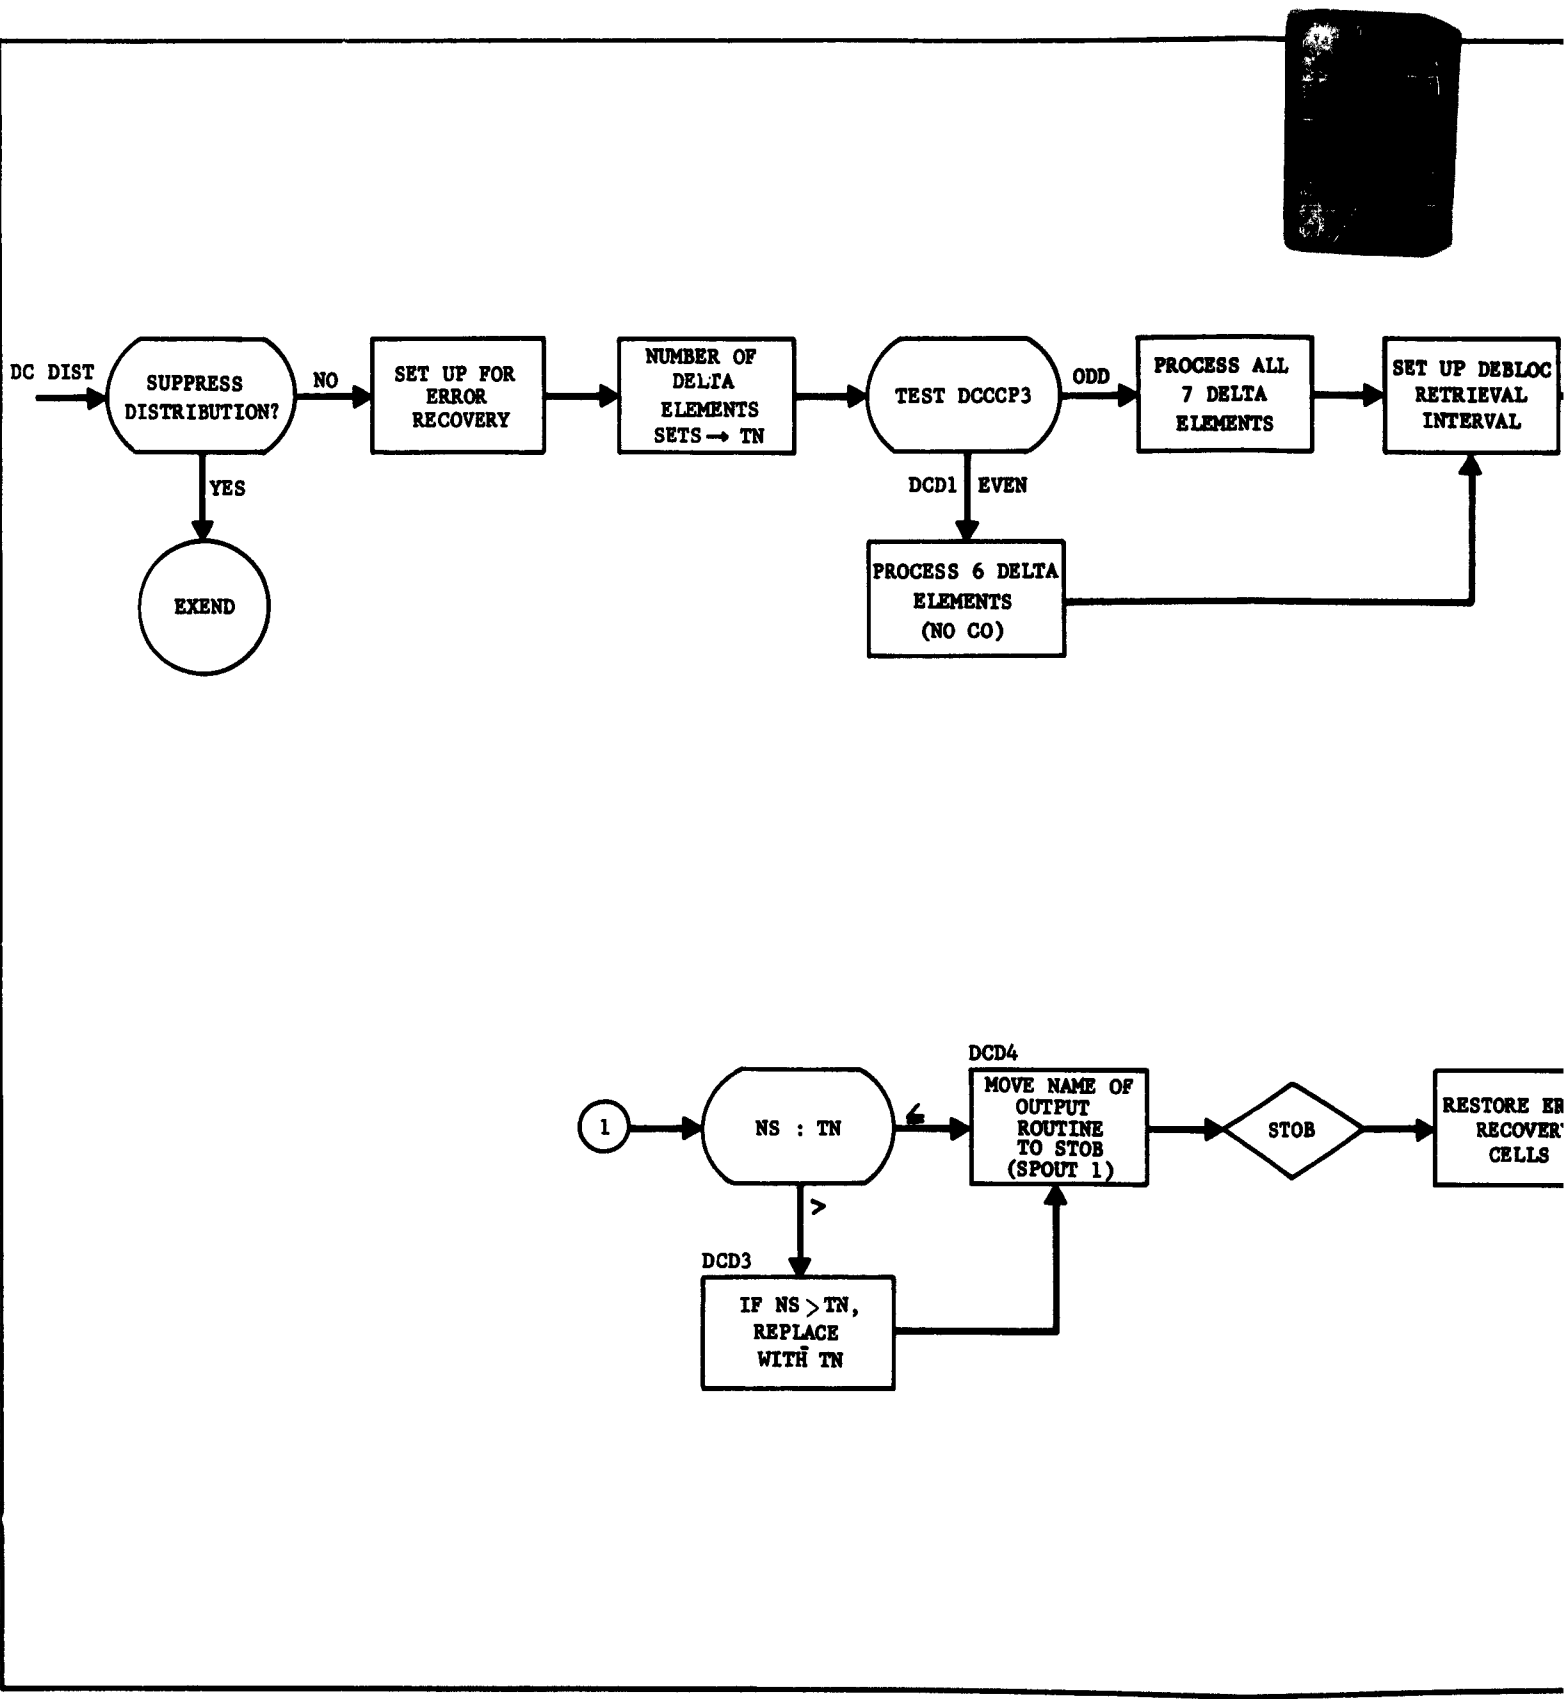 DC DIST
SUPPRESS
DISTRIBUTION?
NO
YES
EXEND
SET UP FOR
ERROR
RECOVERY
NUMBER OF
DELTA
ELEMENTS
SETS → TN
TEST DCCCP3
ODD
DCD1 EVEN
PROCESS ALL
7 DELTA
ELEMENTS
PROCESS 6 DELTA
ELEMENTS
(NO CO)
SET UP DEBLOC
RETRIEVAL
INTERVAL
1
NS : TN
≤
>
DCD3
IF NS > TN,
REPLACE
WITH TN
DCD4
MOVE NAME OF
OUTPUT
ROUTINE
TO STOB
(SPOUT 1)
STOB
RESTORE
CELLS